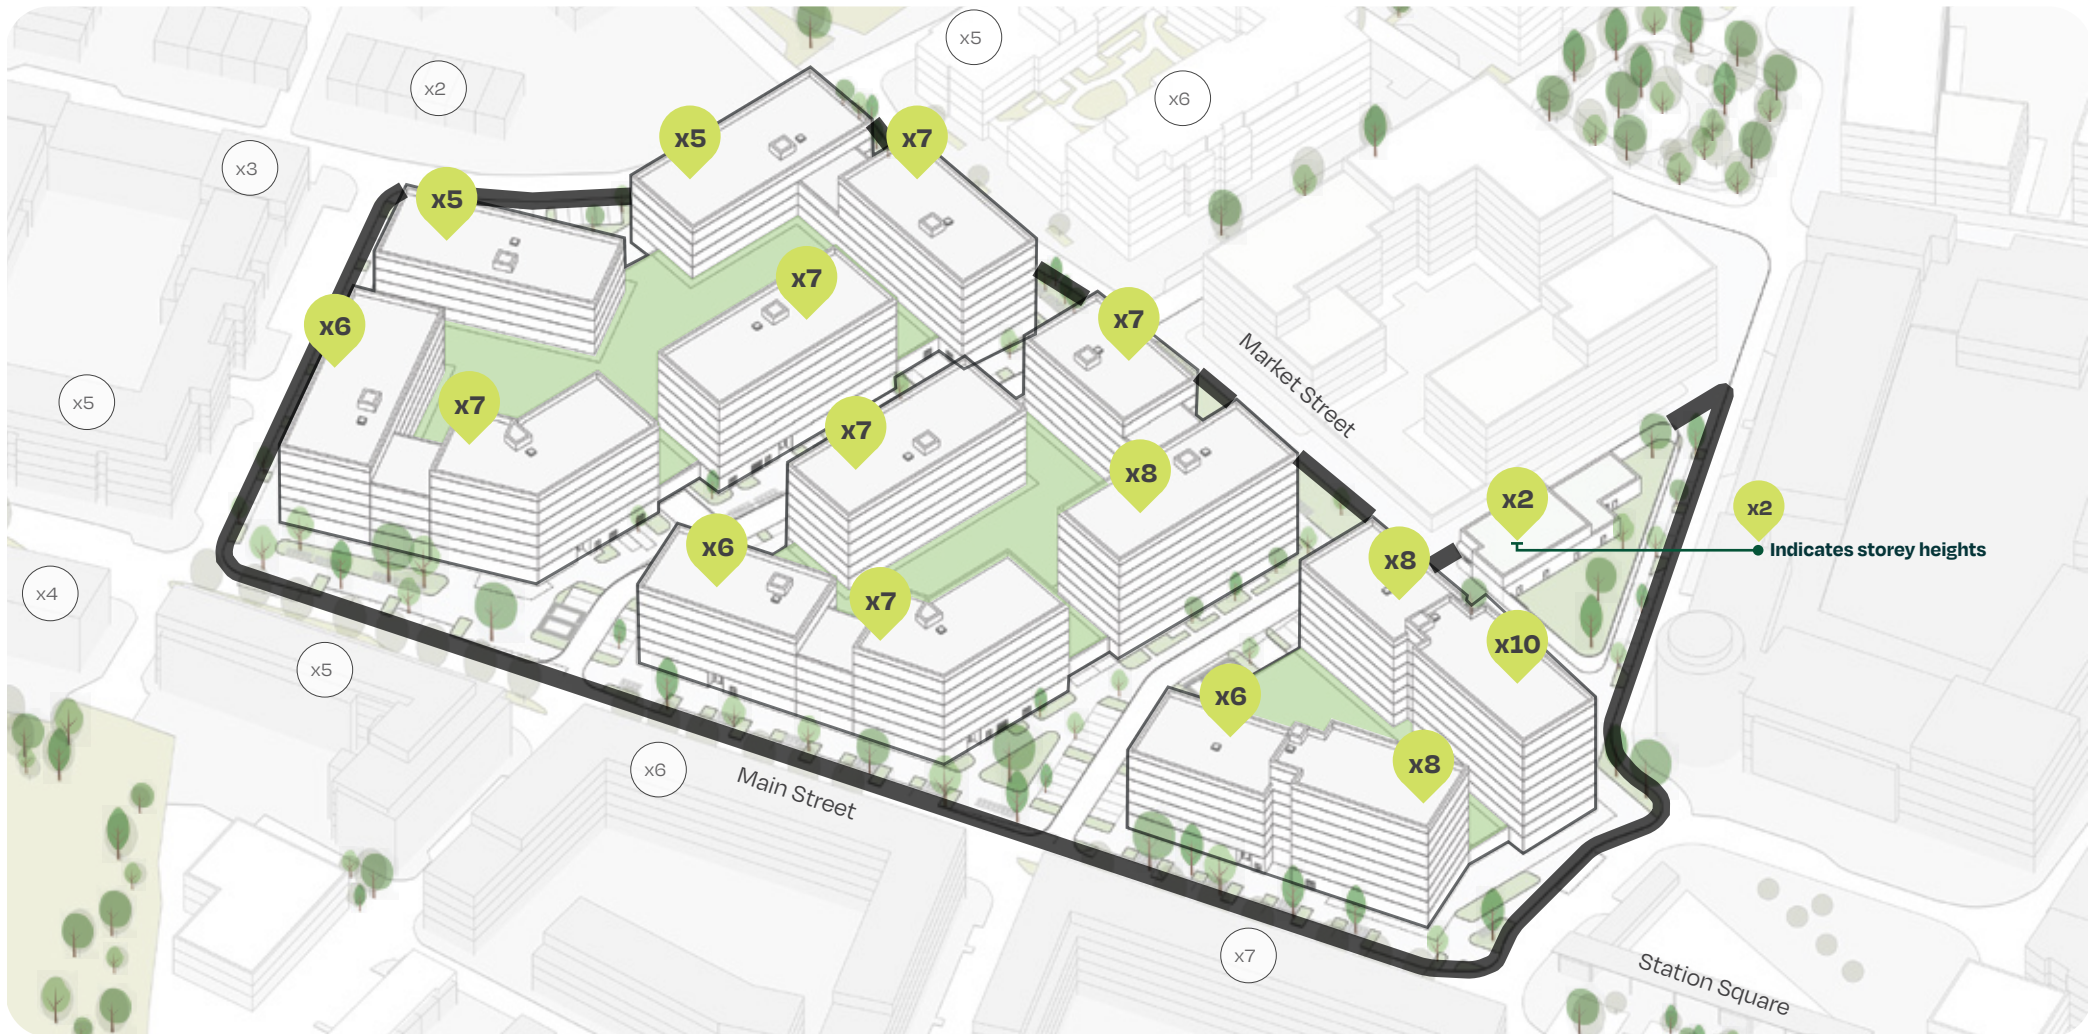 x5
x2
x6
x5
x7
x3
x5
x7
x6
x7
Market Street
x5
x7
x7
x8
x2
x2
Indicates storey heights
x6
x8
x4
x7
x10
x5
x6
x8
x6
Main Street
x7
Station Square